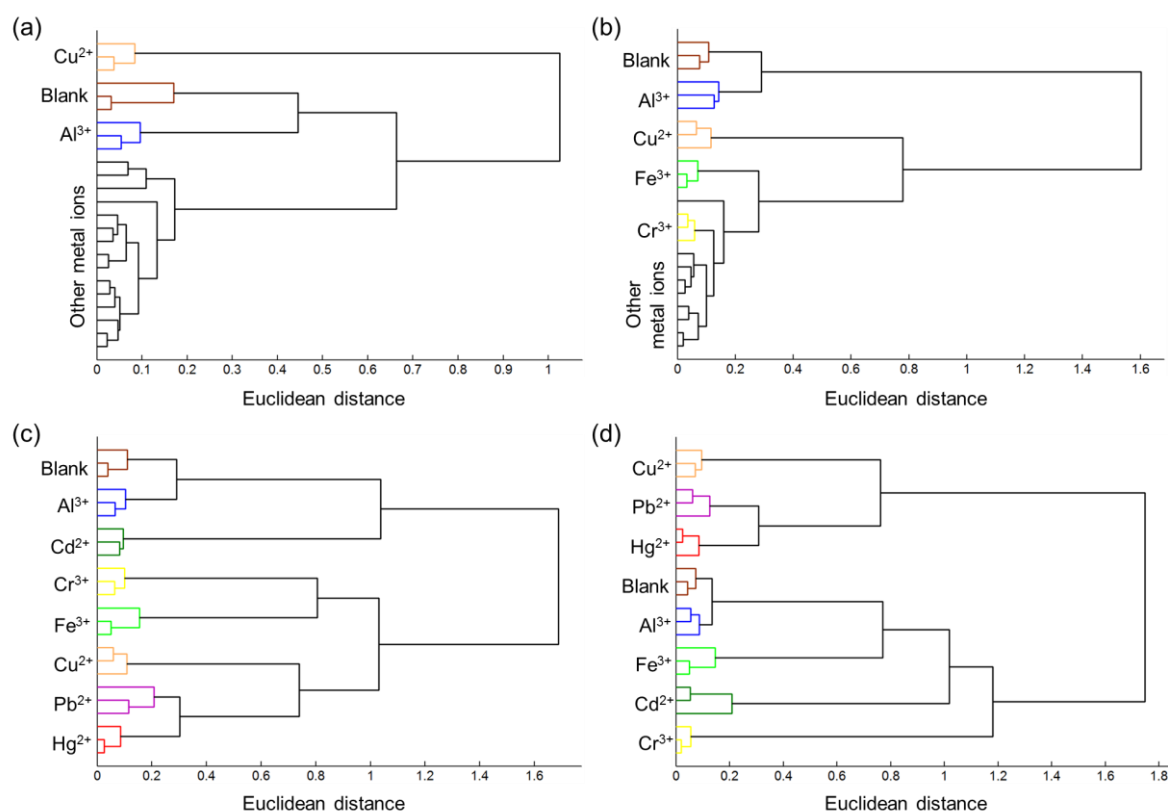 (a)
Cu²⁺
Blank
Al³⁺
Other metal ions
0 0.1 0.2 0.3 0.4 0.5 0.6 0.7 0.8 0.9 1
Euclidean distance
(b)
Blank
Al³⁺
Cu²⁺
Fe³⁺
Cr³⁺
Other
metal ions
0 0.2 0.4 0.6 0.8 1 1.2 1.4 1.6
Euclidean distance
(c)
Blank
Al³⁺
Cd²⁺
Cr³⁺
Fe³⁺
Cu²⁺
Pb²⁺
Hg²⁺
0 0.2 0.4 0.6 0.8 1 1.2 1.4 1.6
Euclidean distance
(d)
Cu²⁺
Pb²⁺
Hg²⁺
Blank
Al³⁺
Fe³⁺
Cd²⁺
Cr³⁺
0 0.2 0.4 0.6 0.8 1 1.2 1.4 1.6 1.8
Euclidean distance